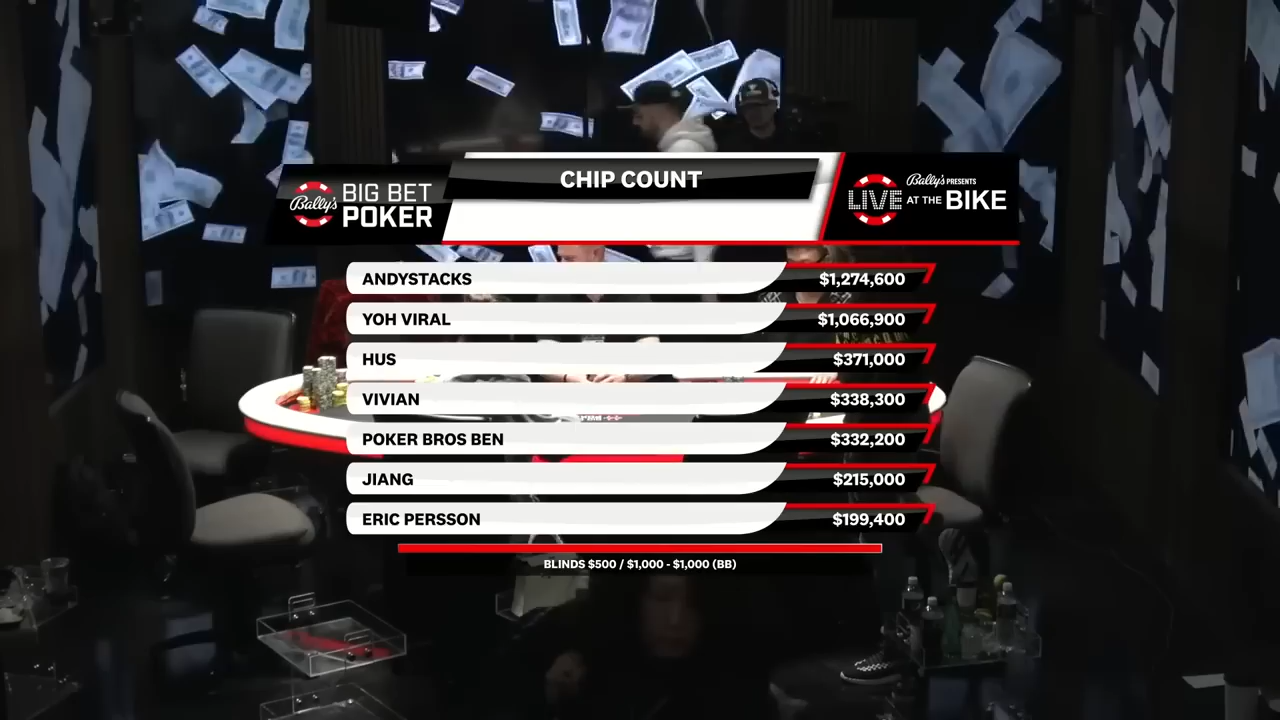 CHIP COUNT
Bally's BIG BET POKER
Bally's PRESENTS
LIVE AT THE BIKE
ANDYSTACKS $1,274,600
YOH VIRAL $1,066,900
HUS $371,000
VIVIAN $338,300
POKER BROS BEN $332,200
JIANG $215,000
ERIC PERSSON $199,400
BLINDS $500 / $1,000 - $1,000 (BB)